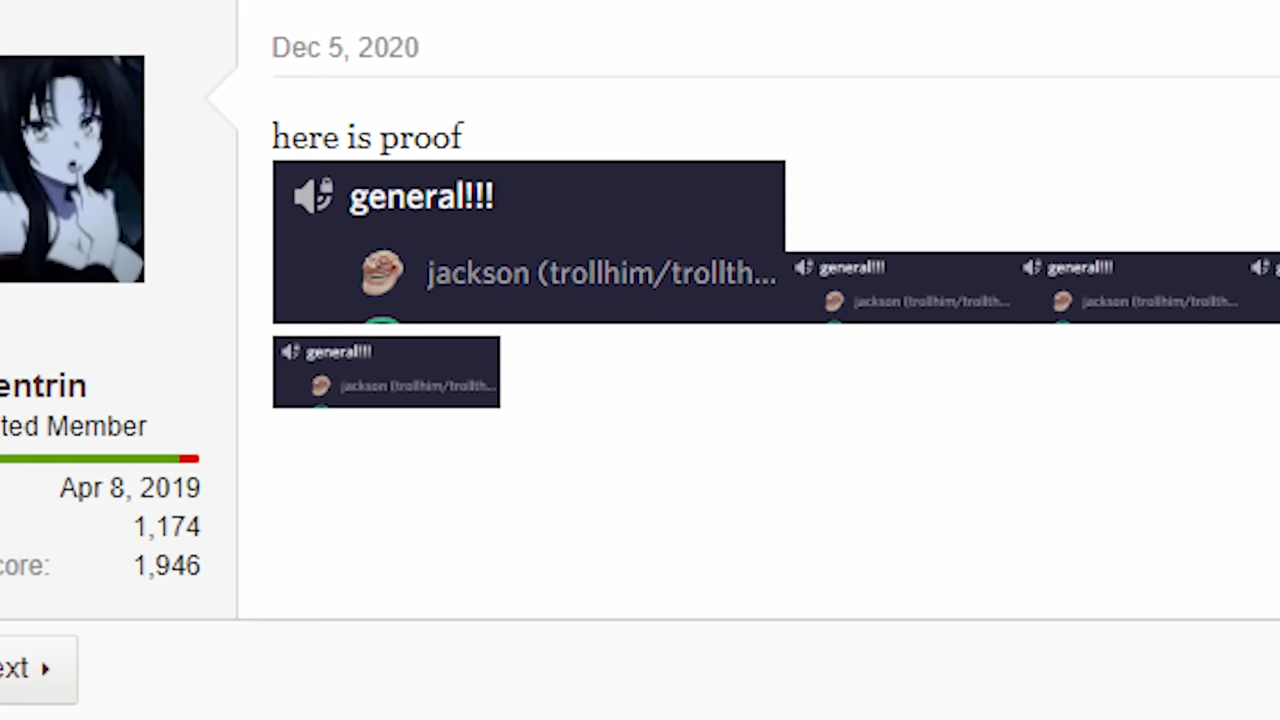 Dec 5, 2020
here is proof
general!!!
jackson (trollhim/trollth...
general!!!
jackson (trollhim/trollth...
general!!!
jackson (trollhim/trollth...
general!!!
jackson (trollhim/trollth...
entrin
ted Member
Apr 8, 2019
1,174
core: 1,946
ext